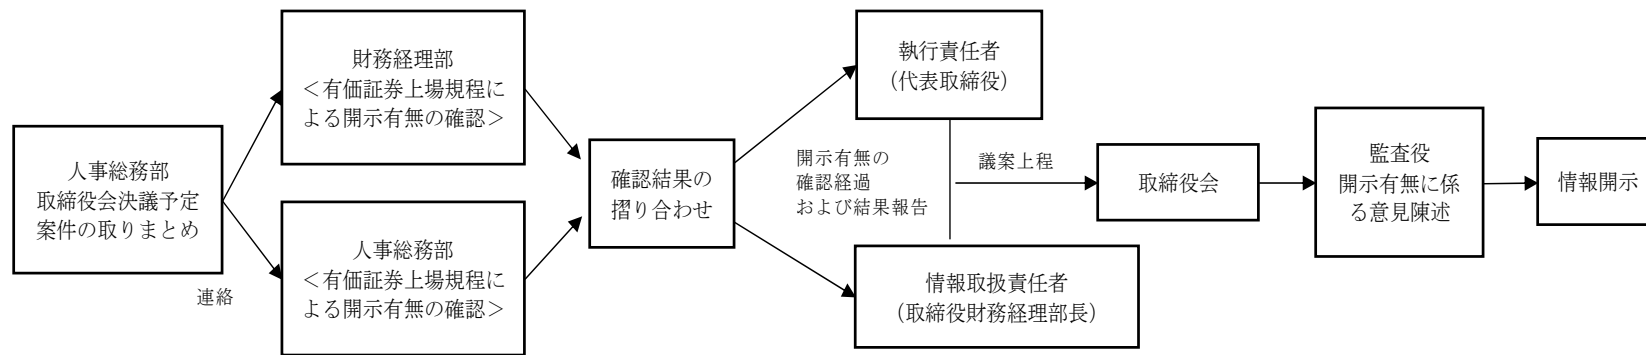 人事総務部
取締役会決議予定
案件の取りまとめ
連絡
財務経理部
＜有価証券上場規程に
よる開示有無の確認＞
人事総務部
＜有価証券上場規程に
よる開示有無の確認＞
確認結果の
摺り合わせ
執行責任者
（代表取締役）
開示有無の
確認経過
および結果報告
情報取扱責任者
（取締役財務経理部長）
議案上程
取締役会
監査役
開示有無に係
る意見陳述
情報開示